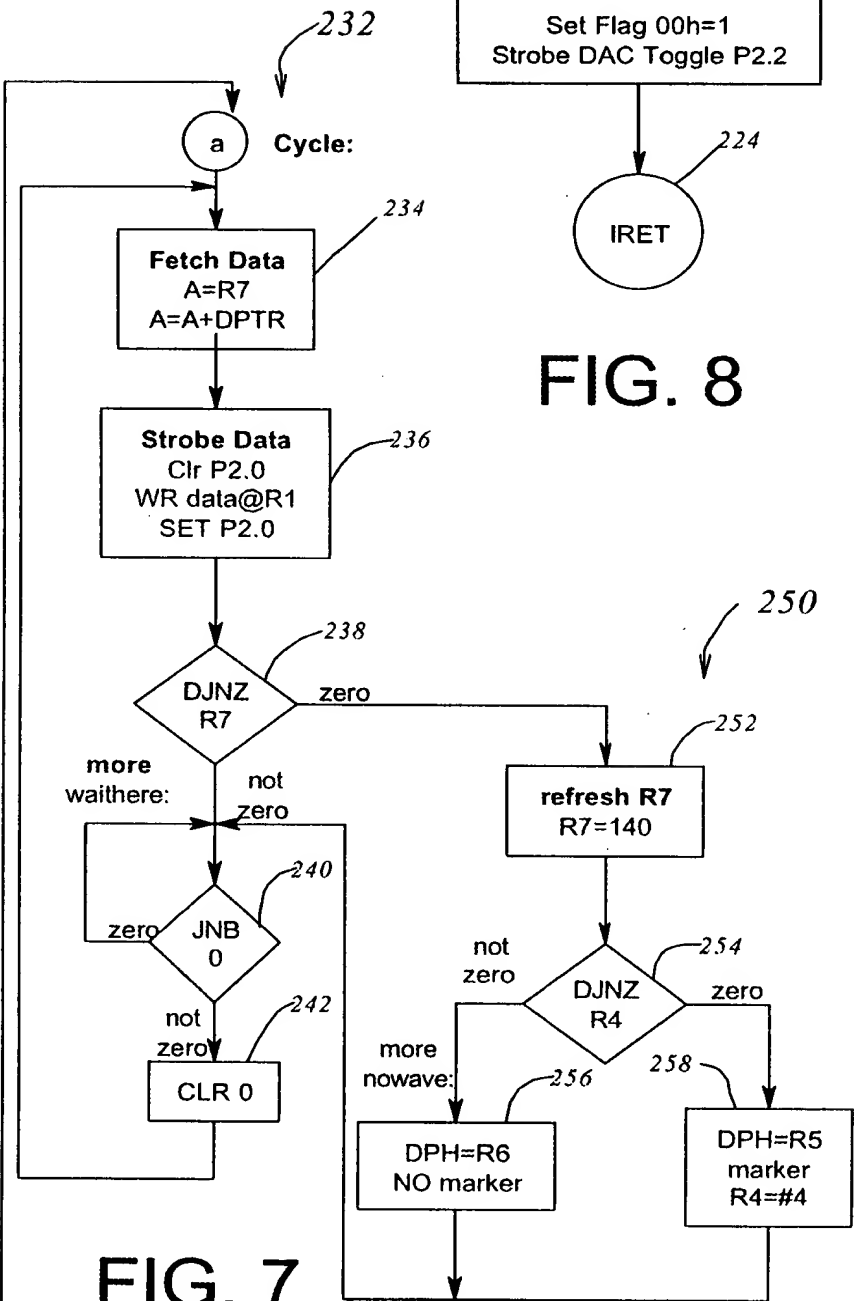 232
Set Flag 00h=1
Strobe DAC Toggle P2.2
a
Cycle:
224
IRET
234
Fetch Data
A=R7
A=A+DPTR
FIG. 8
Strobe Data
Clr P2.0
WR data@R1
SET P2.0
236
250
238
DJNZ
R7
zero
252
more
waithere:
not
zero
refresh R7
R7=140
240
zero
JNB
0
not
zero
254
DJNZ
R4
zero
not
zero
242
CLR 0
more
nowave:
256
258
DPH=R6
NO marker
DPH=R5
marker
R4=#4
FIG. 7